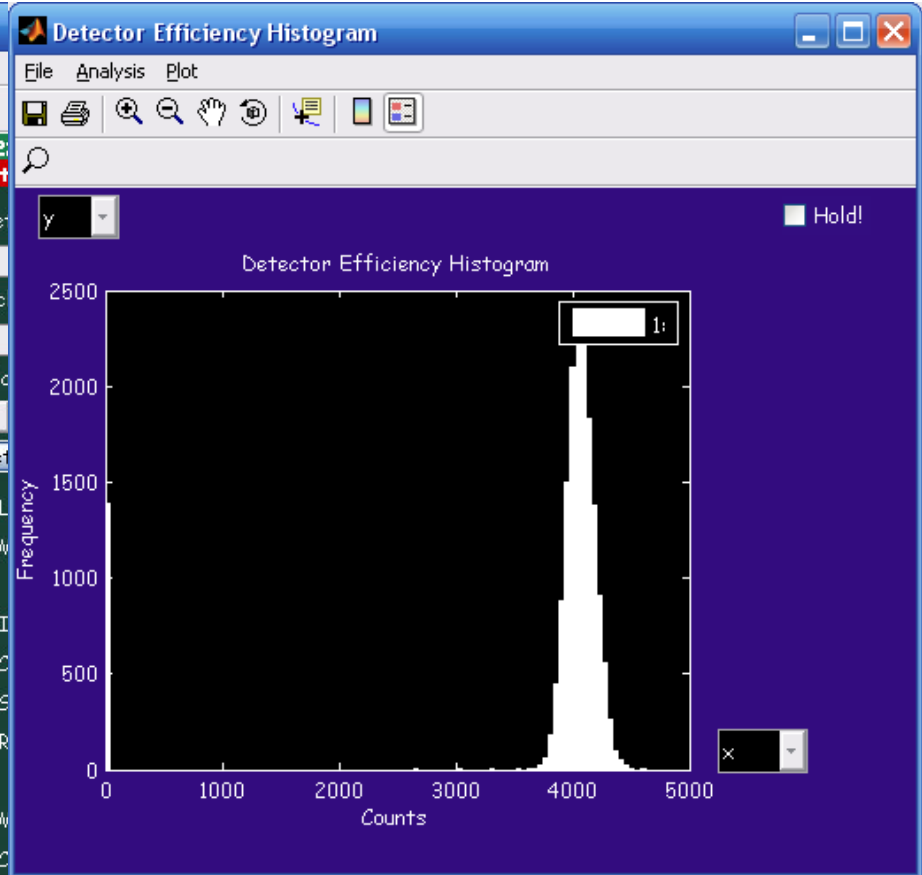 Detector Efficiency Histogram
File Analysis Plot
y
Hold!
Detector Efficiency Histogram
2500
1:
2000
1500
1000
500
0
Frequency
0 1000 2000 3000 4000 5000
Counts
x